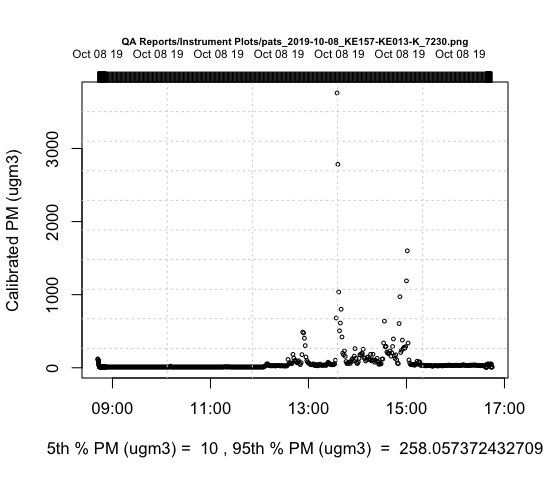 QA Reports/Instrument Plots/pats_2019-10-08_KE157-KE013-K_7230.png
Oct 08 19 Oct 08 19 Oct 08 19 Oct 08 19 Oct 08 19 Oct 08 19 Oct 08 19
Calibrated PM (ugm3)
3000
2000
1000
0
09:00 11:00 13:00 15:00 17:00
5th % PM (ugm3) = 10 , 95th % PM (ugm3) = 258.057372432709